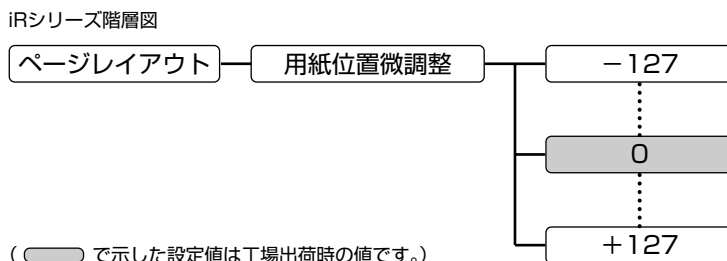 iRシリーズ階層図
ページレイアウト
用紙位置微調整
－127
0
＋127
( で示した設定値は工場出荷時の値です。)